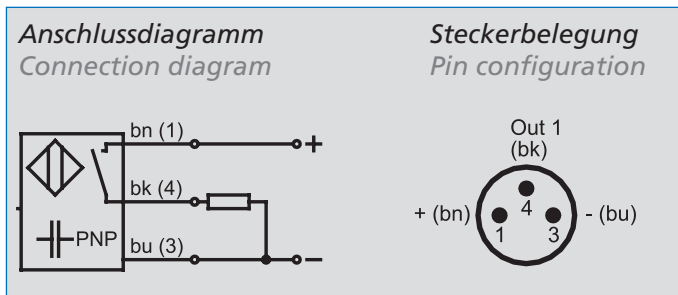 Anschlussdiagramm
Connection diagram
bn (1)
+
bk (4)
PNP
bu (3)
–
Steckerbelegung
Pin configuration
Out 1
(bk)
+ (bn)
4
- (bu)
1
3